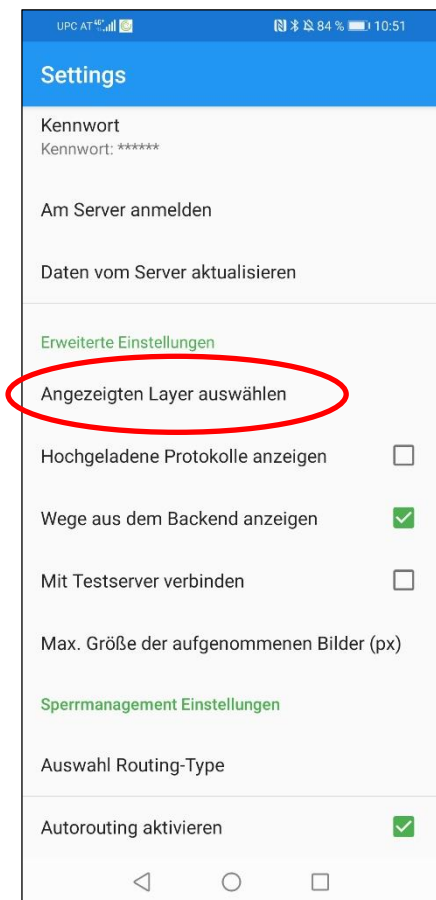 UPC AT 84 % 10:51
Settings
Kennwort
Kennwort: ******
Am Server anmelden
Daten vom Server aktualisieren
Erweiterte Einstellungen
Angezeigten Layer auswählen
Hochgeladene Protokolle anzeigen
Wege aus dem Backend anzeigen
Mit Testserver verbinden
Max. Größe der aufgenommenen Bilder (px)
Sperrmanagement Einstellungen
Auswahl Routing-Type
Autorouting aktivieren